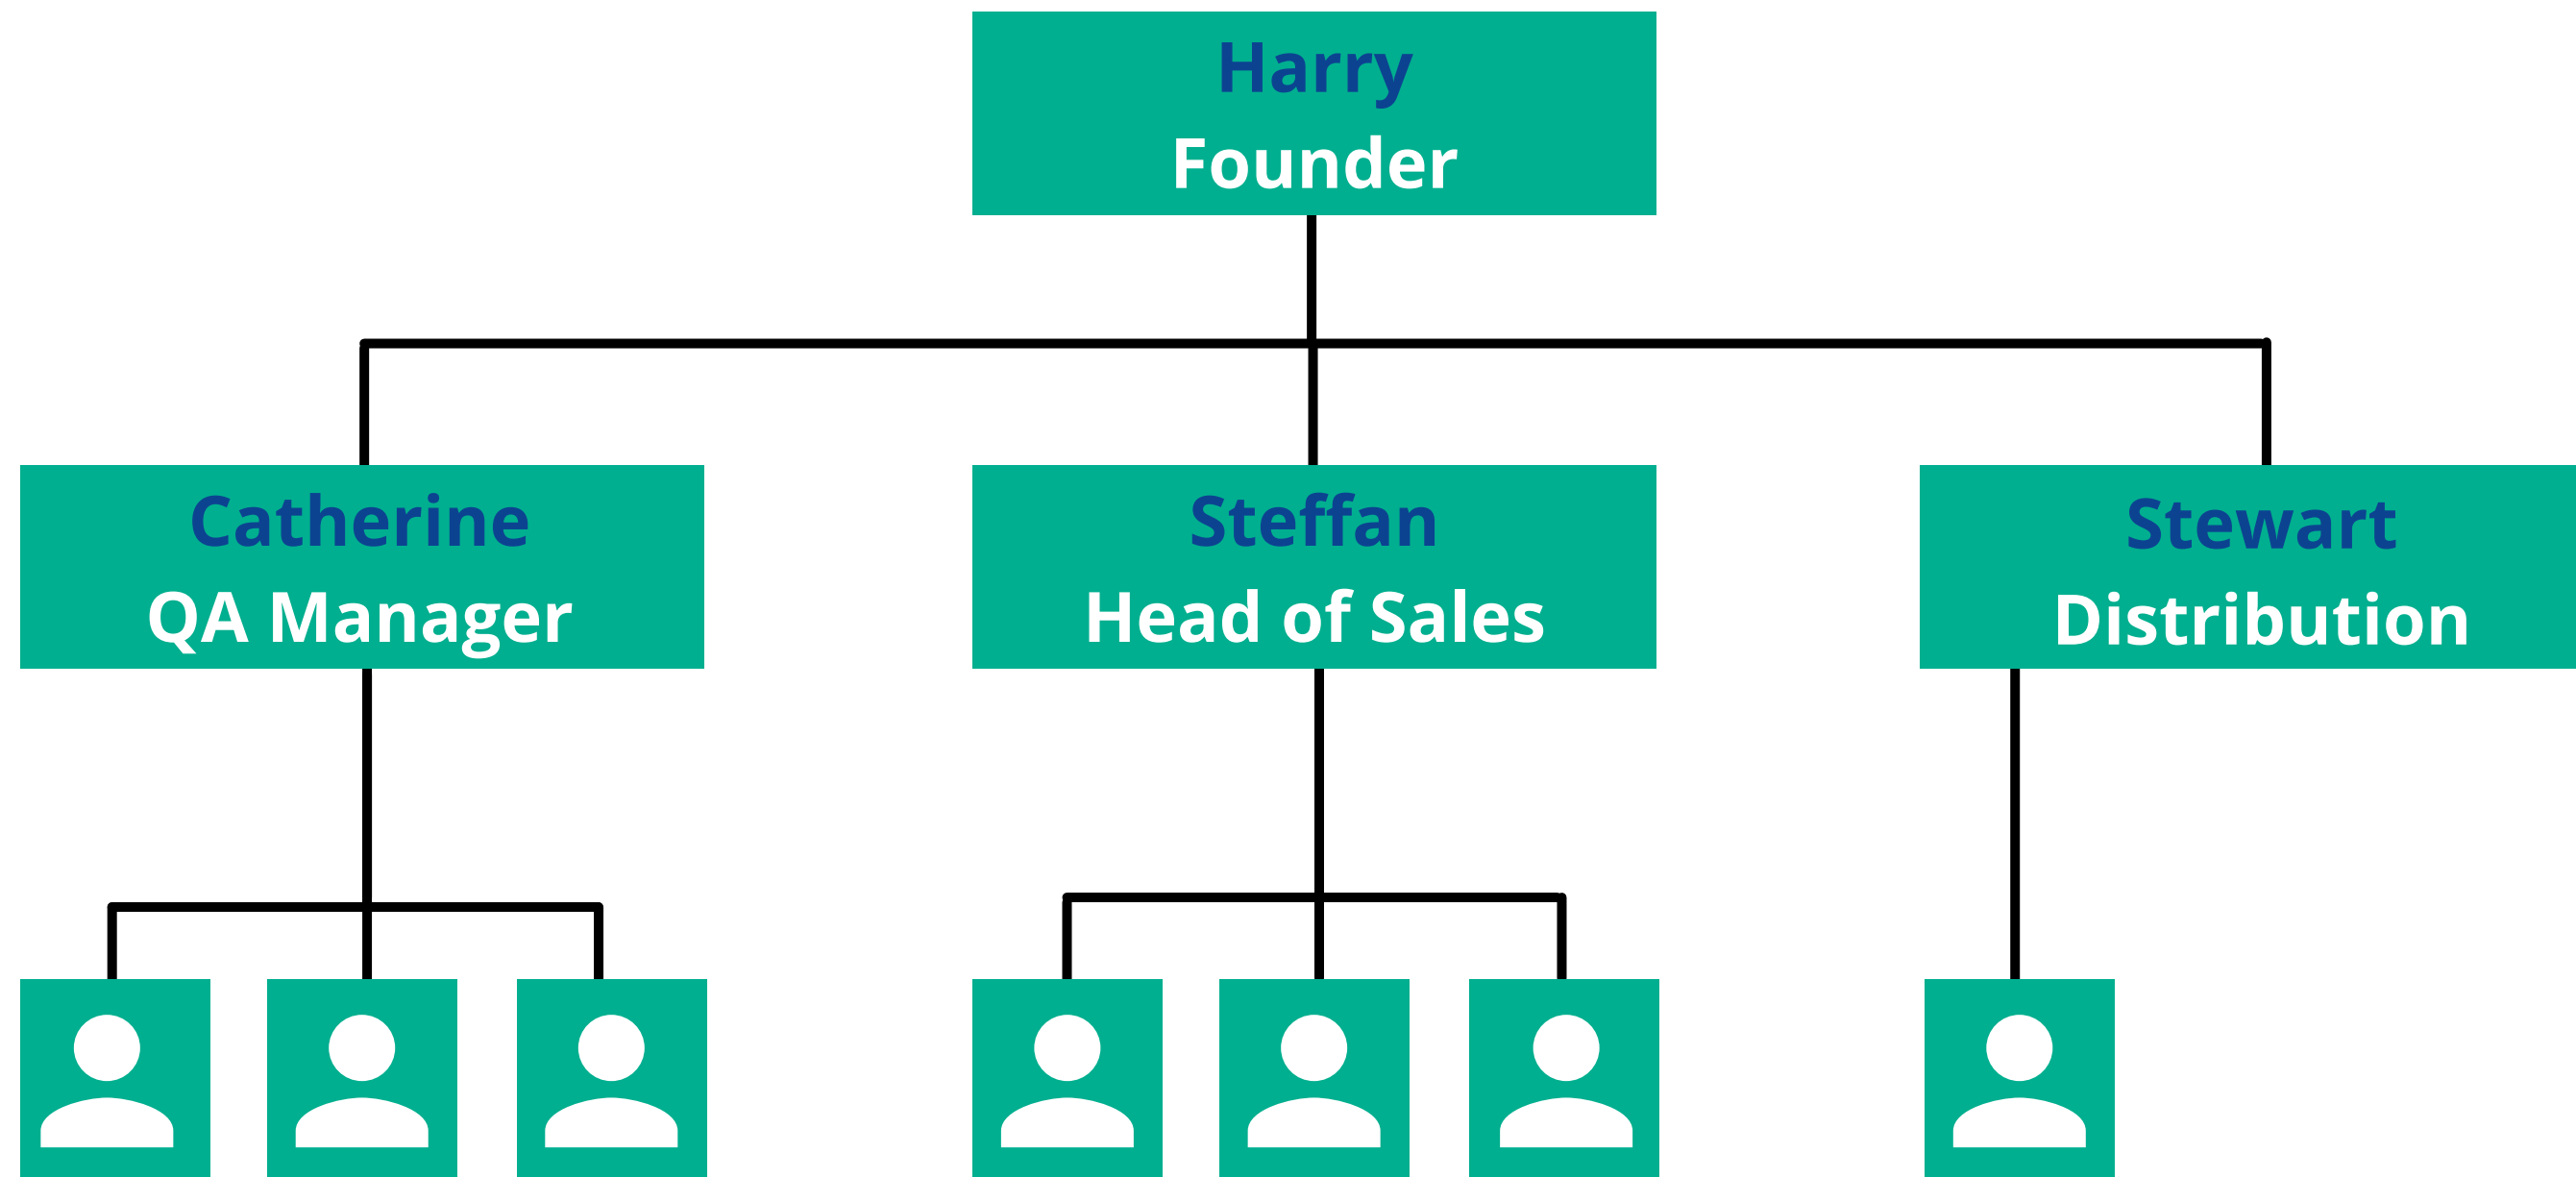 Harry
Founder
Catherine
QA Manager
Steffan
Head of Sales
Stewart
Distribution